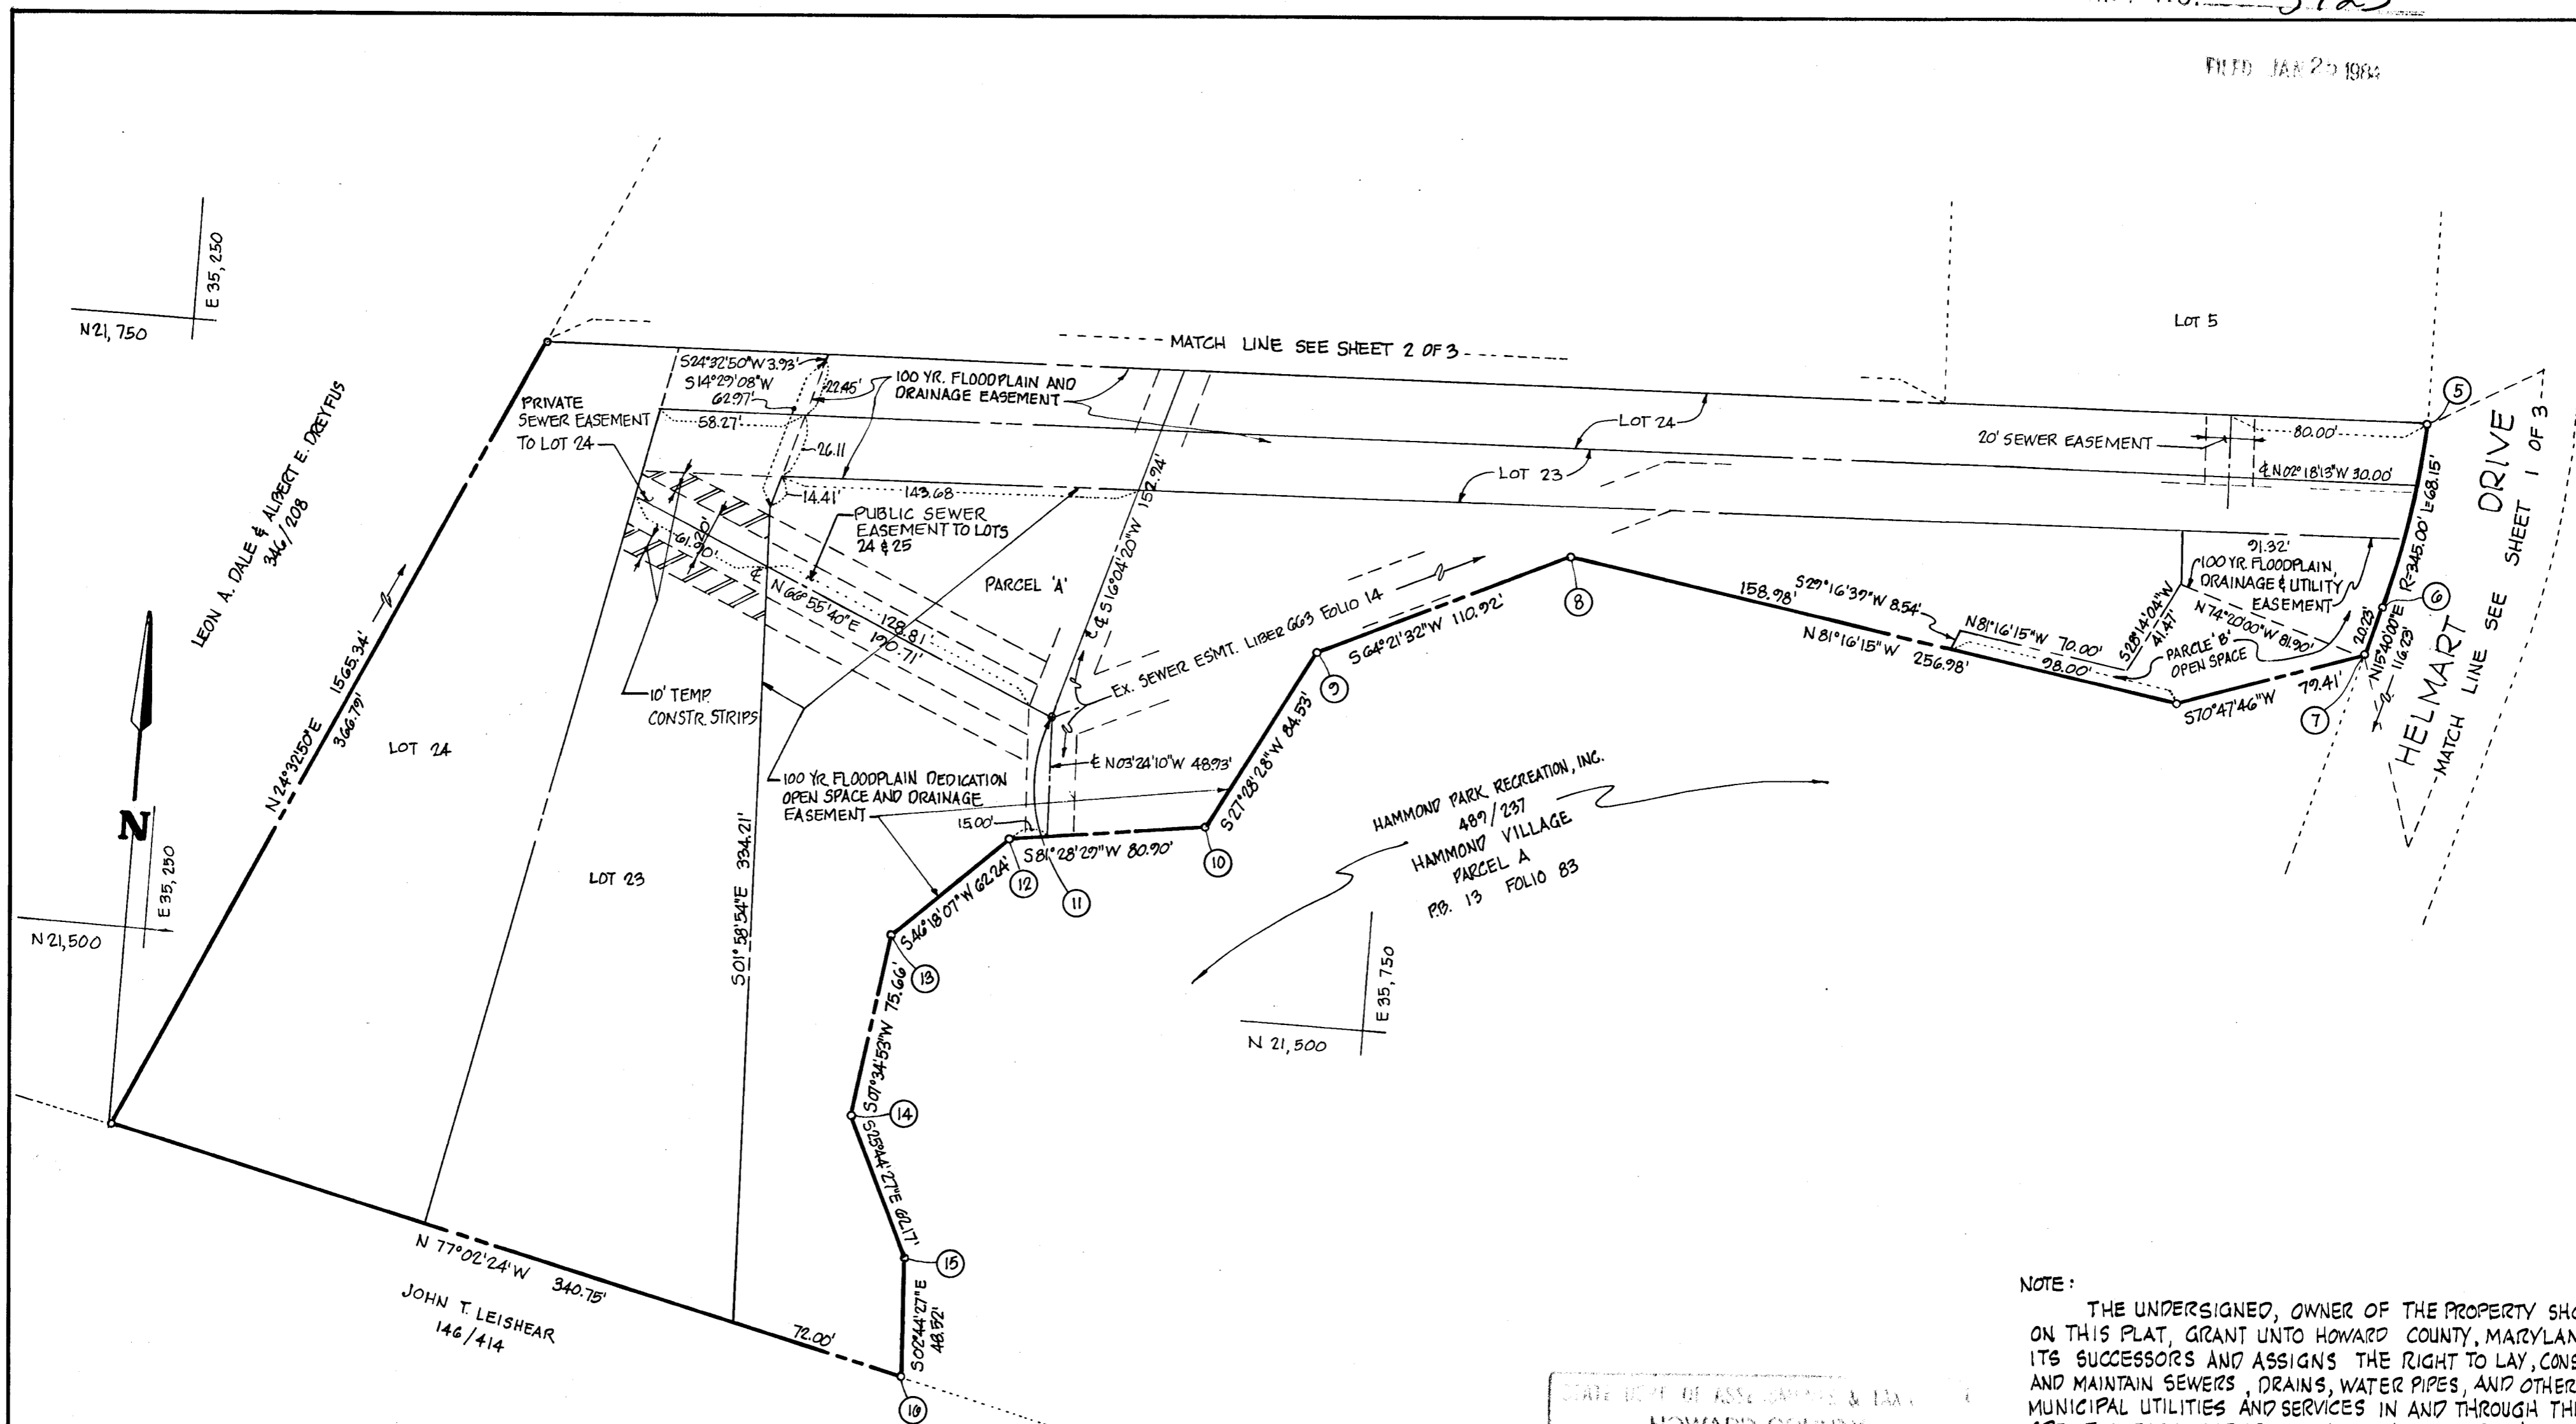 FILED JAN 25 1984
N21,750
E 35, 250
LEON A. DALE & ALBERT E. DREYFUS
346/208
---- MATCH LINE SEE SHEET 2 OF 3 ----
LOT 5
S24°32'50"W 3.93'
S14°29'08"W
62.97'
22.45'
58.27'
26.11
14.41'
143.68
100 YR. FLOODPLAIN AND
DRAINAGE EASEMENT
PRIVATE
SEWER EASEMENT
TO LOT 24
PUBLIC SEWER
EASEMENT TO LOTS
24 & 25
20'
61.90'
PARCEL 'A'
℄ S16°04'20"W 152.94'
℄ N 66°55'40"E 190.71'
128.81'
LOT 24
LOT 23
20' SEWER EASEMENT
80.00'
℄ N02°18'13"W 30.00'
5
R=345.00' L=68.15'
HELMART DRIVE
MATCH LINE SEE SHEET 1 OF 3
91.32'
100 YR. FLOODPLAIN,
DRAINAGE & UTILITY
EASEMENT
N74°20'00"W 81.90'
S28°14'04"W
41.47'
PARCLE 'B'
OPEN SPACE
6
20.23'
N15°40'00"E
116.23'
7
S70°47'46"W 79.41'
S29°16'39"W 8.54'
N81°16'15"W 70.00'
98.00'
158.98'
N 81°16'15"W 256.98'
8
S 64°21'32"W 110.92'
EX. SEWER ESMT. LIBER 663 FOLIO 14
9
S27°28'28"W 84.53'
10
10' TEMP.
CONSTR. STRIPS
℄ N03°24'10"W 48.93'
100 YR. FLOODPLAIN DEDICATION
OPEN SPACE AND DRAINAGE
EASEMENT
15.00'
S81°28'29"W 80.90'
11
12
S46°18'07"W 62.24'
13
S07°34'53"W 75.66'
14
S25°44'27"E 62.17'
15
S02°44'27"E
48.52'
16
HAMMOND PARK RECREATION, INC.
489/237
HAMMOND VILLAGE
PARCEL A
P.B. 13 FOLIO 83
N 21,500
E 35,750
1565.34'
N 24°32'50"E
366.79'
LOT 24
LOT 23
S01°58'54"E 334.21'
N
E 35, 250
N 21,500
N 77°02'24"W 340.75'
72.00'
JOHN T. LEISHEAR
146/414
NOTE:
THE UNDERSIGNED, OWNER OF THE PROPERTY
ON THIS PLAT, GRANT UNTO HOWARD COUNTY,
ITS SUCCESSORS AND ASSIGNS THE RIGHT TO LAY,
AND MAINTAIN SEWERS, DRAINS, WATER PIPES, AND OTHER
MUNICIPAL UTILITIES AND SERVICES IN AND THROUGH
STATE DEPT. OF
HOWARD COUNTY